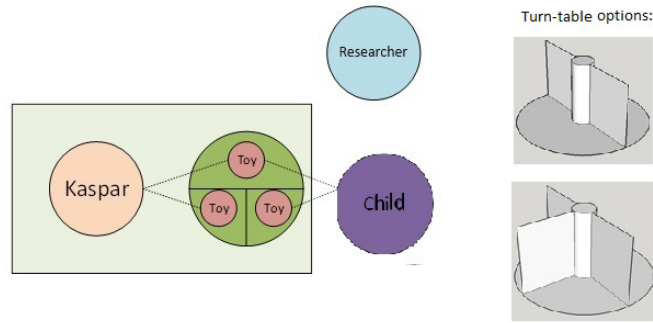 Turn-table options:
Researcher
Kaspar
Toy
Toy
Toy
Child